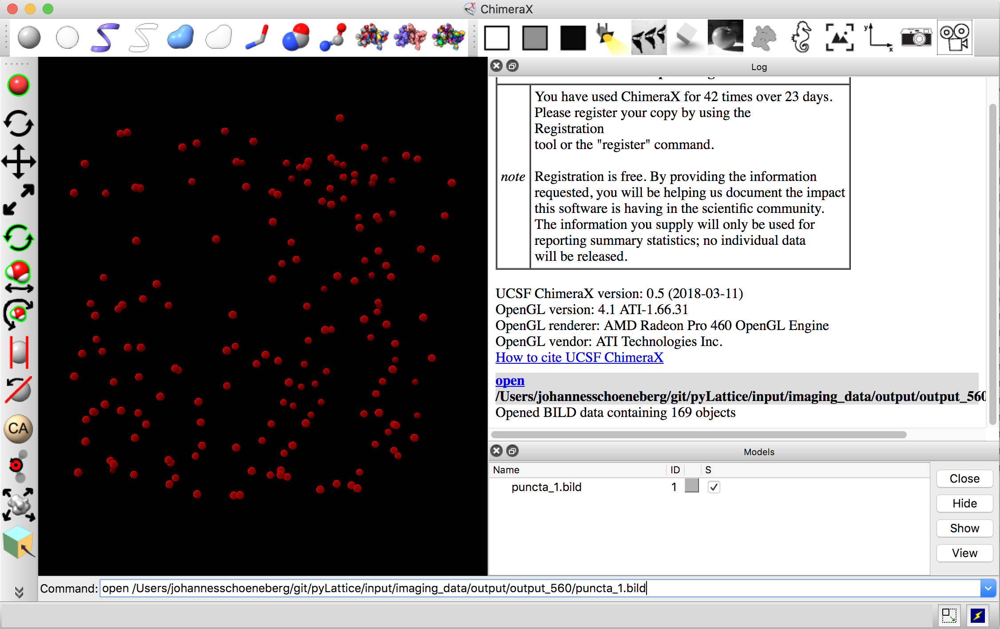 ChimeraX
y
x
Log
You have used ChimeraX for 42 times over 23 days.
Please register your copy by using the
Registration
tool or the "register" command.
note
Registration is free. By providing the information
requested, you will be helping us document the impact
this software is having in the scientific community.
The information you supply will only be used for
reporting summary statistics; no individual data
will be released.
UCSF ChimeraX version: 0.5 (2018-03-11)
OpenGL version: 4.1 ATI-1.66.31
OpenGL renderer: AMD Radeon Pro 460 OpenGL Engine
OpenGL vendor: ATI Technologies Inc.
How to cite UCSF ChimeraX
open
/Users/johannesschoeneberg/git/pyLattice/input/imaging_data/output/output_560
Opened BILD data containing 169 objects
CA
Models
Name ID S
puncta_1.bild 1
Close
Hide
Show
View
Command: open /Users/johannesschoeneberg/git/pyLattice/input/imaging_data/output/output_560/puncta_1.bild